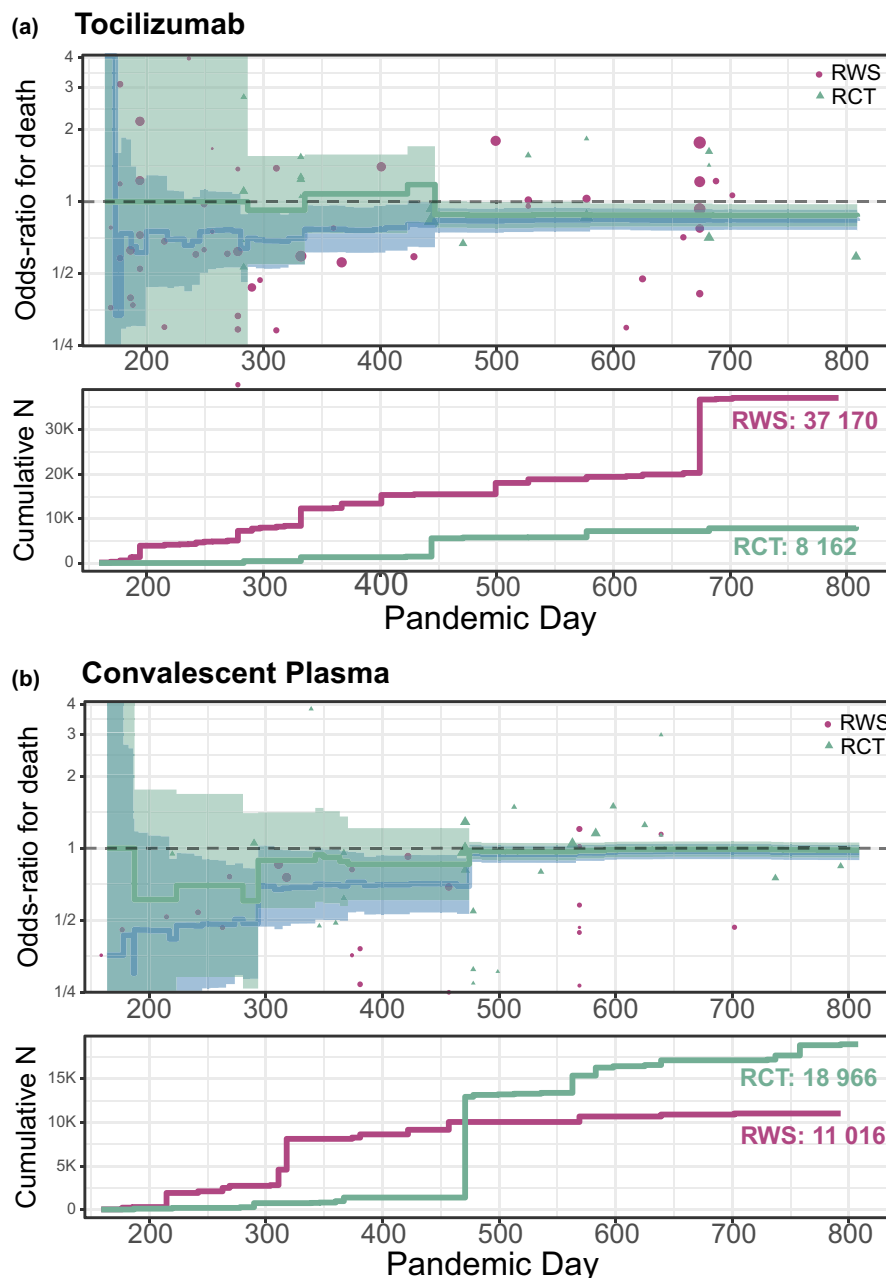 (a) Tocilizumab
Odds-ratio for death
4
3
2
1
1/2
1/4
RWS
RCT
200 300 400 500 600 700 800
Cumulative N
30K
20K
10K
0
RWS: 37 170
RCT: 8 162
200 300 400 500 600 700 800
Pandemic Day
(b) Convalescent Plasma
Odds-ratio for death
4
3
2
1
1/2
1/4
RWS
RCT
200 300 400 500 600 700 800
Cumulative N
15K
10K
5K
0
RCT: 18 966
RWS: 11 016
200 300 400 500 600 700 800
Pandemic Day